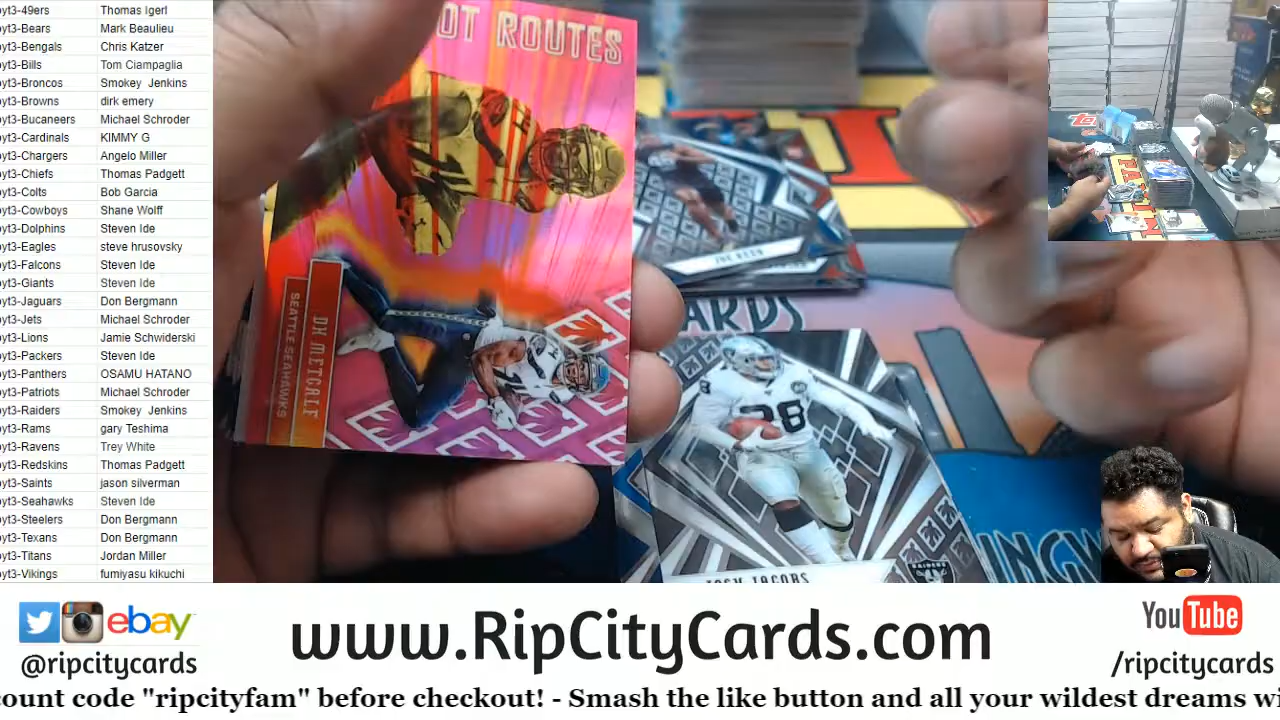 yt3-49ers Thomas Igerl
yt3-Bears Mark Beaulieu
yt3-Bengals Chris Katzer
yt3-Bills Tom Ciampaglia
yt3-Broncos Smokey Jenkins
yt3-Browns dirk emery
yt3-Bucaneers Michael Schroder
yt3-Cardinals KIMMY G
yt3-Chargers Angelo Miller
yt3-Chiefs Thomas Padgett
yt3-Colts Bob Garcia
yt3-Cowboys Shane Wolff
yt3-Dolphins Steven Ide
yt3-Eagles steve hrusovsky
yt3-Falcons Steven Ide
yt3-Giants Steven Ide
yt3-Jaguars Don Bergmann
yt3-Jets Michael Schroder
yt3-Lions Jamie Schwiderski
yt3-Packers Steven Ide
yt3-Panthers OSAMU HATANO
yt3-Patriots Michael Schroder
yt3-Raiders Smokey Jenkins
yt3-Rams gary Teshima
yt3-Ravens Trey White
yt3-Redskins Thomas Padgett
yt3-Saints jason silverman
yt3-Seahawks Steven Ide
yt3-Steelers Don Bergmann
yt3-Texans Don Bergmann
yt3-Titans Jordan Miller
yt3-Vikings fumiyasu kikuchi
OT ROUTES
DK METCALF
SEATTLE SEAHAWKS
ARDS
28
JOSH JACOBS
RAIDERS
INGW
ebay
@ripcitycards
www.RipCityCards.com
YouTube
/ripcitycards
count code "ripcityfam" before checkout! - Smash the like button and all your wildest dreams wi